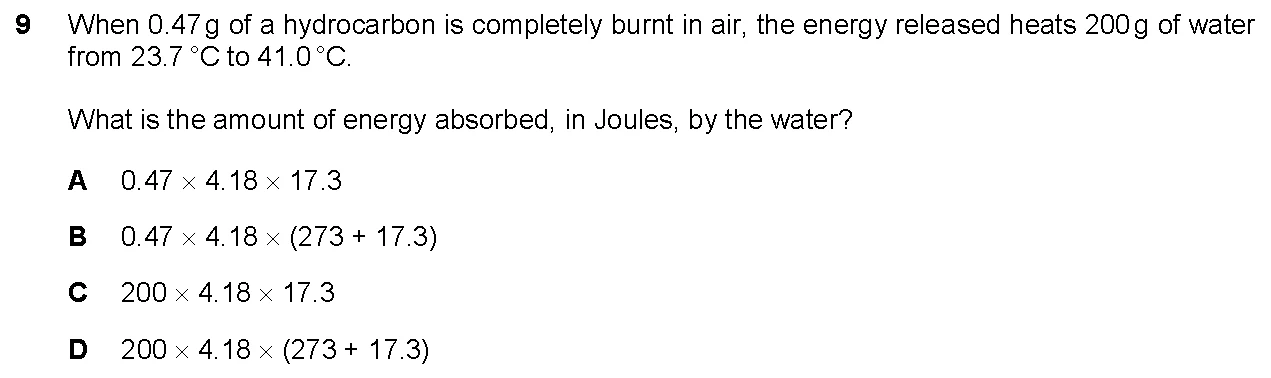 9 When 0.47 g of a hydrocarbon is completely burnt in air, the energy released heats 200 g of water
from 23.7 °C to 41.0 °C.
What is the amount of energy absorbed, in Joules, by the water?
A 0.47 × 4.18 × 17.3
B 0.47 × 4.18 × (273 + 17.3)
C 200 × 4.18 × 17.3
D 200 × 4.18 × (273 + 17.3)